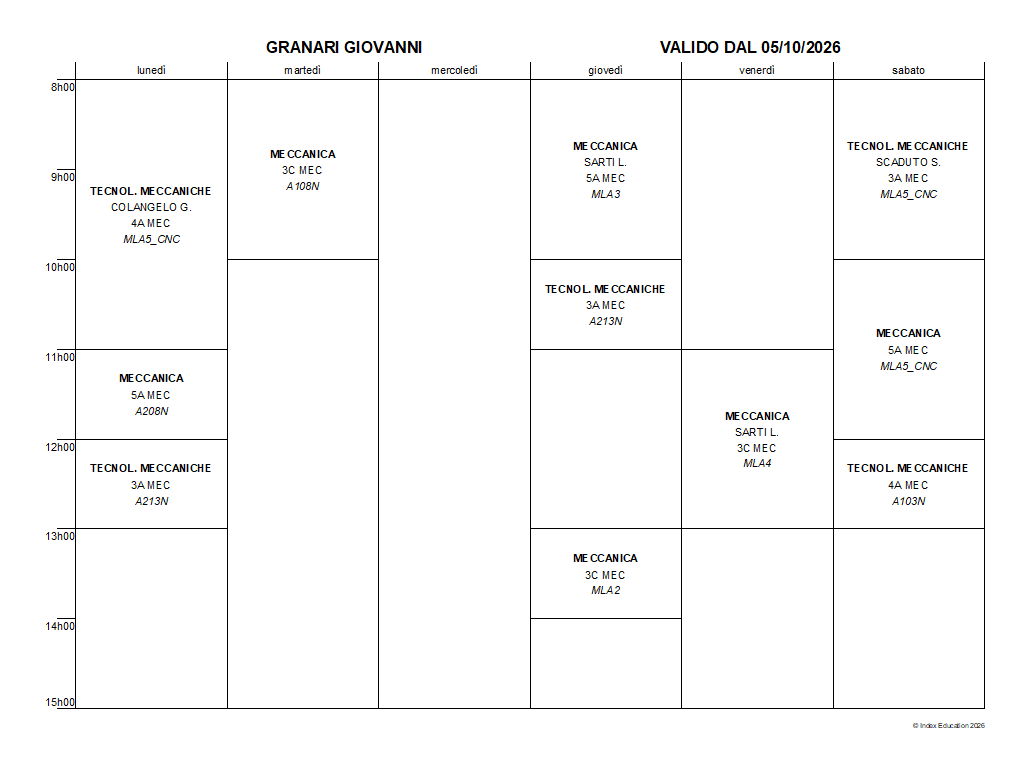 GRANARI GIOVANNI
VALIDO DAL 05/10/2026
lunedì
martedì
mercoledì
giovedì
venerdì
sabato
8h00
9h00
10h00
11h00
12h00
13h00
14h00
15h00
TECNOL. MECCANICHE
COLANGELO G.
4A MEC
MLA5_CNC
MECCANICA
5A MEC
A208N
TECNOL. MECCANICHE
3A MEC
A213N
MECCANICA
3C MEC
A108N
MECCANICA
SARTI L.
5A MEC
MLA3
TECNOL. MECCANICHE
3A MEC
A213N
MECCANICA
3C MEC
MLA2
MECCANICA
SARTI L.
3C MEC
MLA4
TECNOL. MECCANICHE
SCADUTO S.
3A MEC
MLA5_CNC
MECCANICA
5A MEC
MLA5_CNC
TECNOL. MECCANICHE
4A MEC
A103N
© Index Education 2026